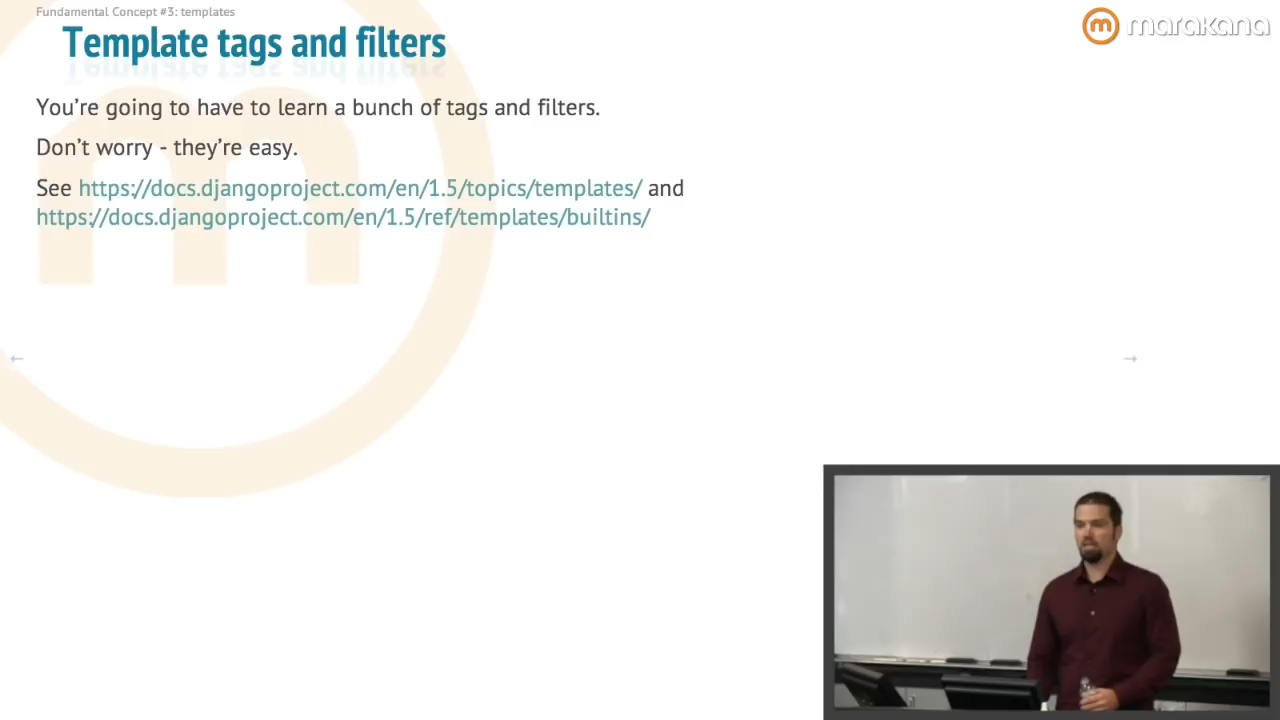 Fundamental Concept #3: templates
Template tags and filters
marakana
You're going to have to learn a bunch of tags and filters.
Don't worry - they're easy.
See https://docs.djangoproject.com/en/1.5/topics/templates/ and
https://docs.djangoproject.com/en/1.5/ref/templates/builtins/